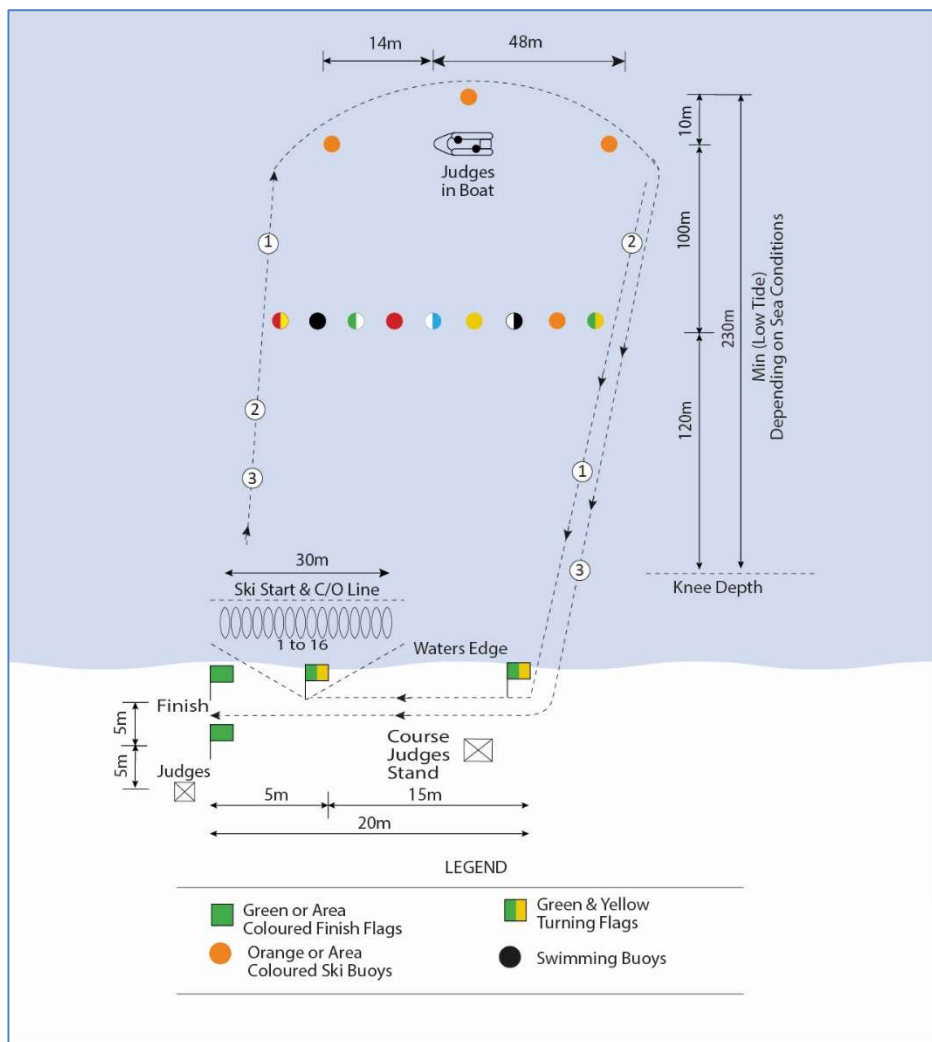 14m
48m
10m
Judges
in Boat
1
2
100m
230m
Min (Low Tide)
Depending on Sea Conditions
2
120m
1
3
30m
3
Ski Start & C/O Line
Knee Depth
1 to 16
Waters Edge
Finish
5m
Course
Judges
Stand
5m
Judges
5m
15m
20m
LEGEND
Green or Area
Coloured Finish Flags
Green & Yellow
Turning Flags
Orange or Area
Coloured Ski Buoys
Swimming Buoys